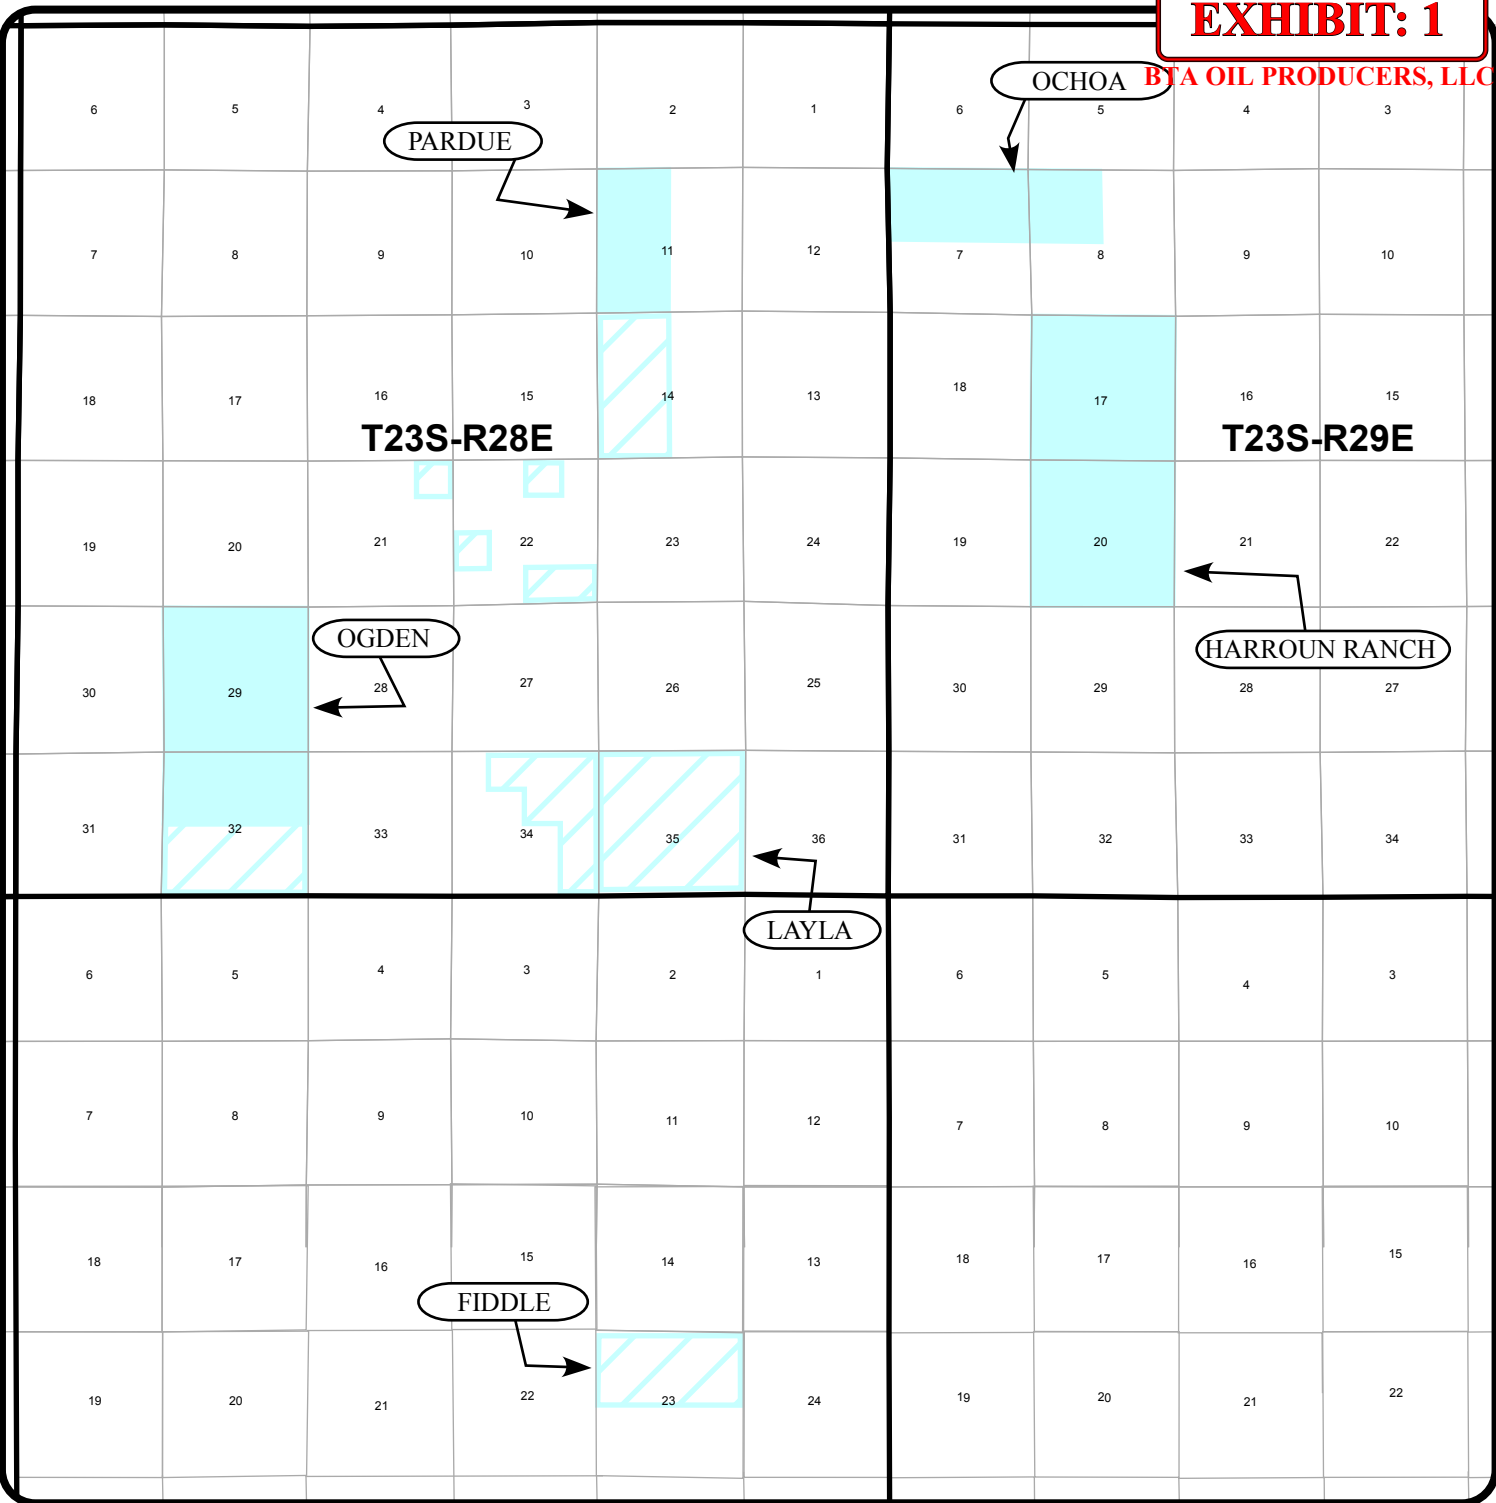 EXHIBIT: 1
BTA OIL PRODUCERS, LLC
OCHOA
6 5 4 3 2 1 6 5 4 3
PARDUE
7 8 9 10 11 12 7 8 9 10
18 17 16 15 14 13 18 17 16 15
T23S-R28E T23S-R29E
19 20 21 22 23 24 19 20 21 22
OGDEN HARROUN RANCH
30 29 28 27 26 25 30 29 28 27
31 32 33 34 35 36 31 32 33 34
LAYLA
6 5 4 3 2 1 6 5 4 3
7 8 9 10 11 12 7 8 9 10
18 17 16 15 14 13 18 17 16 15
FIDDLE
19 20 21 22 23 24 19 20 21 22